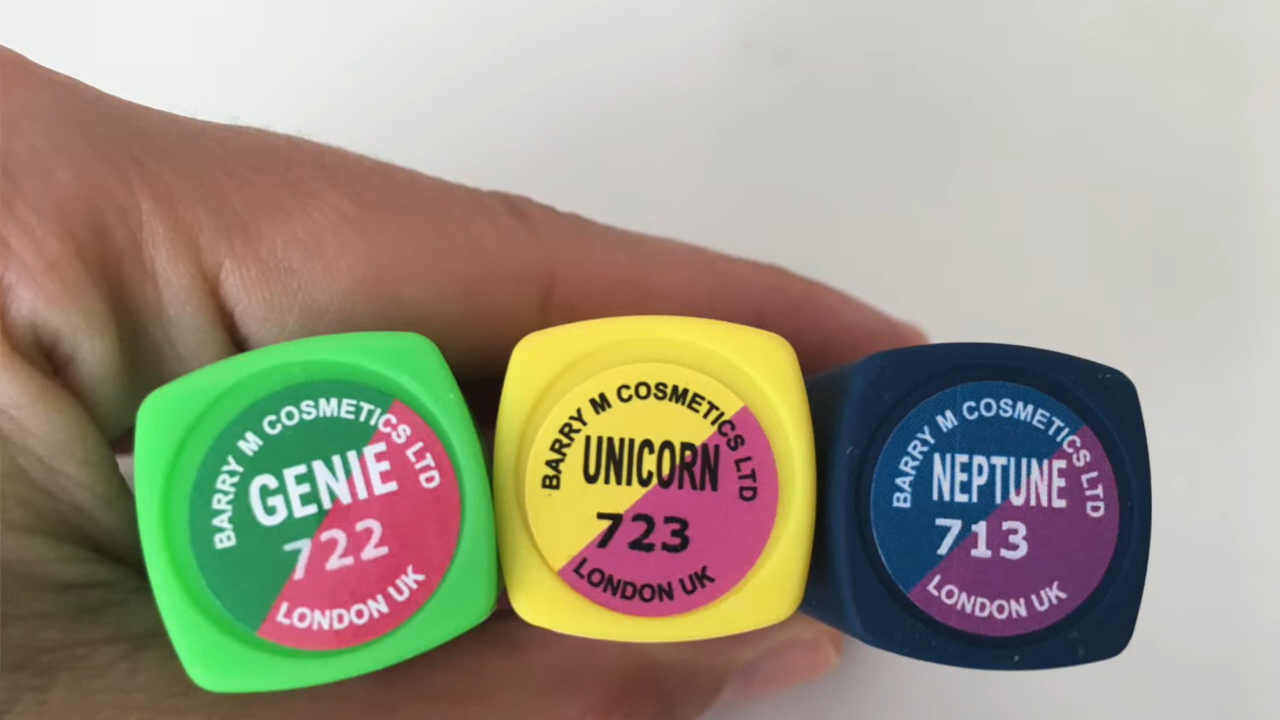 BARRY M COSMETICS LTD
GENIE
722
LONDON UK
BARRY M COSMETICS LTD
UNICORN
723
LONDON UK
BARRY M COSMETICS LTD
NEPTUNE
713
LONDON UK